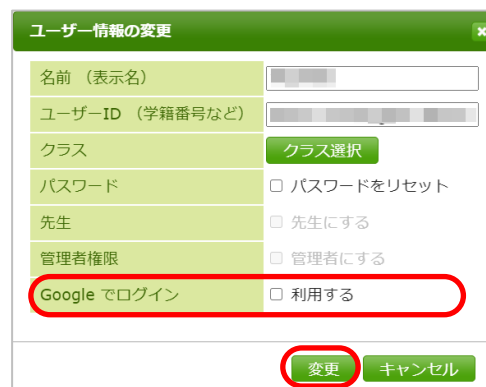 ユーザー情報の変更
名前 （表示名）
ユーザーID （学籍番号など）
クラス クラス選択
パスワード パスワードをリセット
先生 先生にする
管理者権限 管理者にする
Google でログイン 利用する
変更 キャンセル